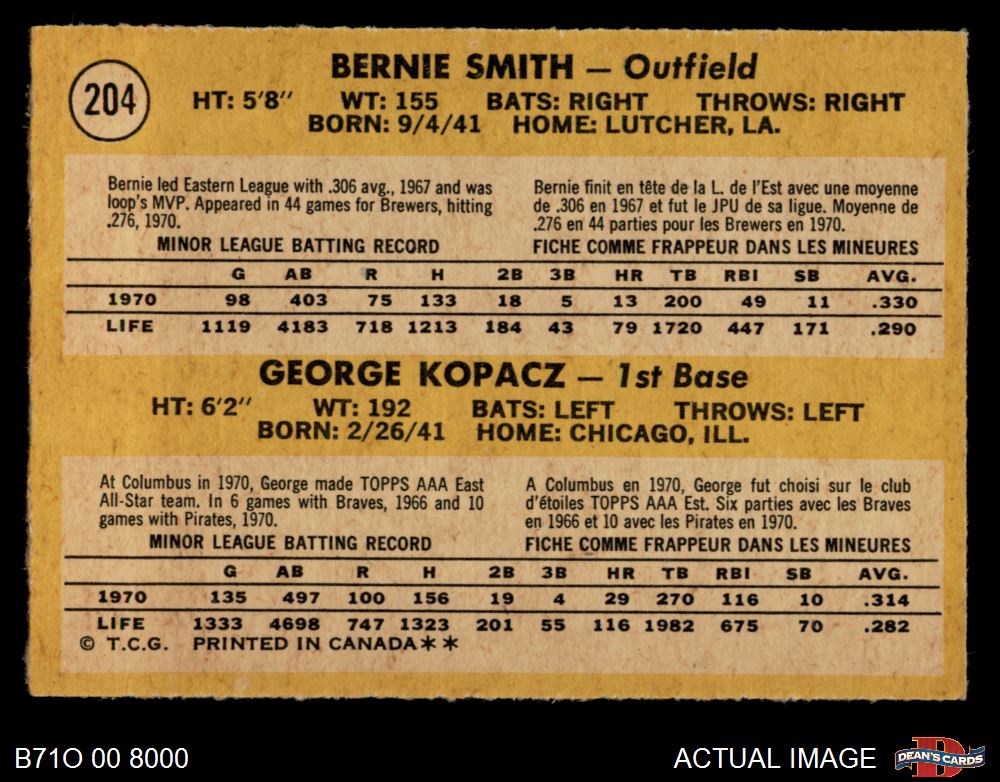 204
BERNIE SMITH — Outfield
HT: 5'8" WT: 155 BATS: RIGHT THROWS: RIGHT
BORN: 9/4/41 HOME: LUTCHER, LA.
Bernie led Eastern League with .306 avg., 1967 and was
loop's MVP. Appeared in 44 games for Brewers, hitting
.276, 1970.
Bernie finit en tête de la L. de l'Est avec une moyenne
de .306 en 1967 et fut le JPU de sa ligue. Moyenne de
.276 en 44 parties pour les Brewers en 1970.
MINOR LEAGUE BATTING RECORD FICHE COMME FRAPPEUR DANS LES MINEURES
G AB R H 2B 3B HR TB RBI SB AVG.
1970 98 403 75 133 18 5 13 200 49 11 .330
LIFE 1119 4183 718 1213 184 43 79 1720 447 171 .290
GEORGE KOPACZ — 1st Base
HT: 6'2" WT: 192 BATS: LEFT THROWS: LEFT
BORN: 2/26/41 HOME: CHICAGO, ILL.
At Columbus in 1970, George made TOPPS AAA East
All-Star team. In 6 games with Braves, 1966 and 10
games with Pirates, 1970.
A Columbus en 1970, George fut choisi sur le club
d'étoiles TOPPS AAA Est. Six parties avec les Braves
en 1966 et 10 avec les Pirates en 1970.
MINOR LEAGUE BATTING RECORD FICHE COMME FRAPPEUR DANS LES MINEURES
G AB R H 2B 3B HR TB RBI SB AVG.
1970 135 497 100 156 19 4 29 270 116 10 .314
LIFE 1333 4698 747 1323 201 55 116 1982 675 70 .282
© T.C.G. PRINTED IN CANADA**
B71O 00 8000
ACTUAL IMAGE
D
DEAN'S CARDS